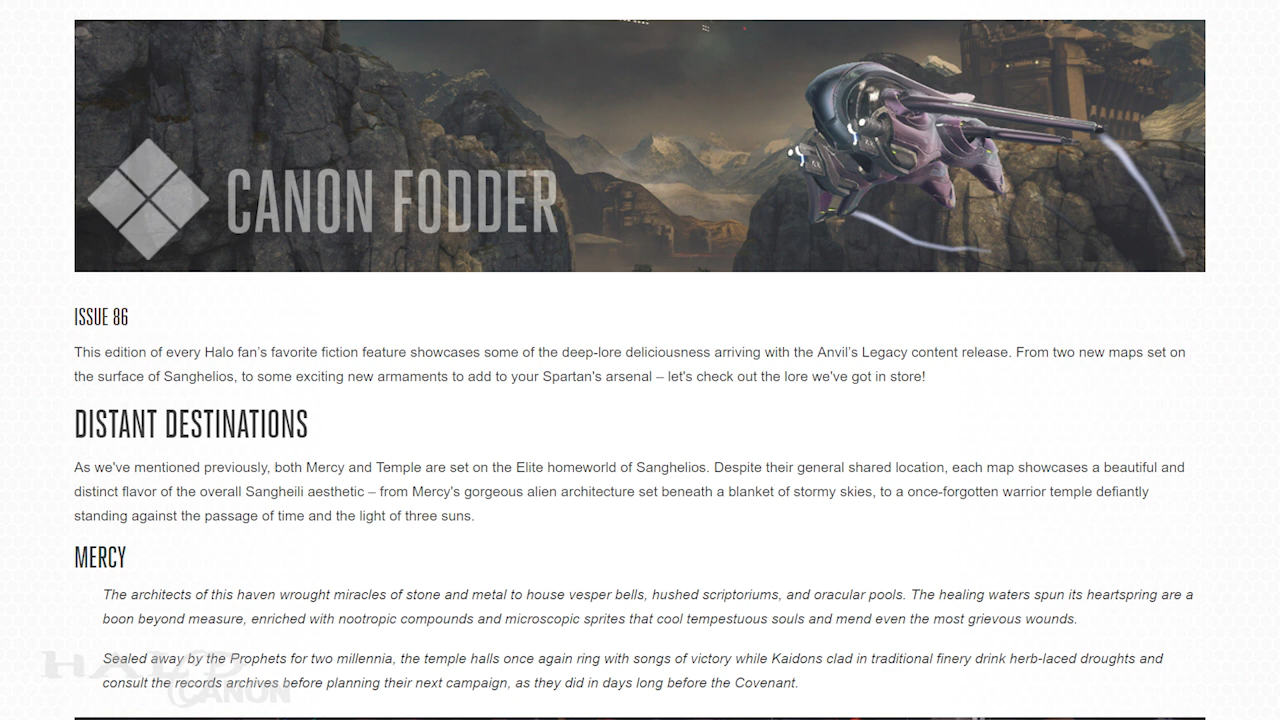 CANON FODDER
ISSUE 86
This edition of every Halo fan's favorite fiction feature showcases some of the deep-lore deliciousness arriving with the Anvil's Legacy content release. From two new maps set on
the surface of Sanghelios, to some exciting new armaments to add to your Spartan's arsenal – let's check out the lore we've got in store!
DISTANT DESTINATIONS
As we've mentioned previously, both Mercy and Temple are set on the Elite homeworld of Sanghelios. Despite their general shared location, each map showcases a beautiful and
distinct flavor of the overall Sangheili aesthetic – from Mercy's gorgeous alien architecture set beneath a blanket of stormy skies, to a once-forgotten warrior temple defiantly
standing against the passage of time and the light of three suns.
MERCY
The architects of this haven wrought miracles of stone and metal to house vesper bells, hushed scriptoriums, and oracular pools. The healing waters spun its heartspring are a
boon beyond measure, enriched with nootropic compounds and microscopic sprites that cool tempestuous souls and mend even the most grievous wounds.
Sealed away by the Prophets for two millennia, the temple halls once again ring with songs of victory while Kaidons clad in traditional finery drink herb-laced droughts and
consult the records archives before planning their next campaign, as they did in days long before the Covenant.
HALO
CANON